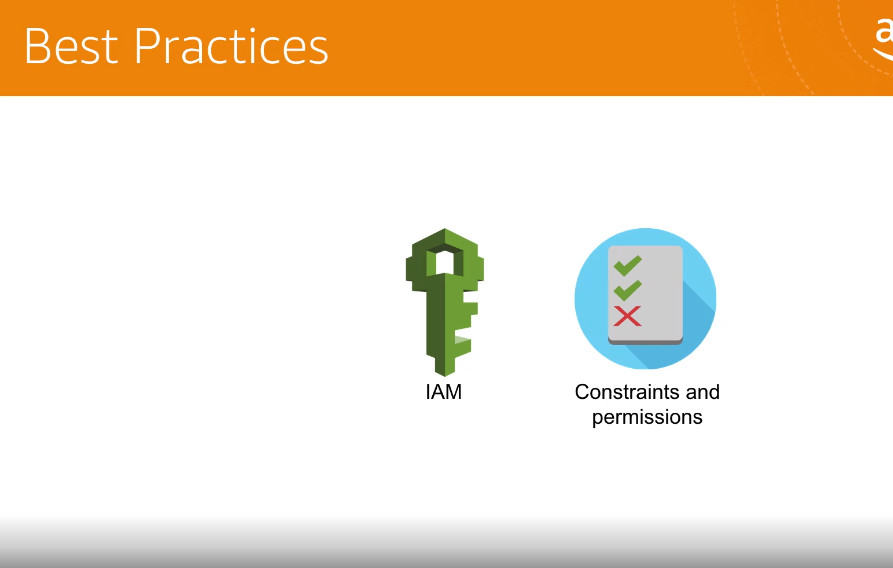 Best Practices
IAM
Constraints and
permissions